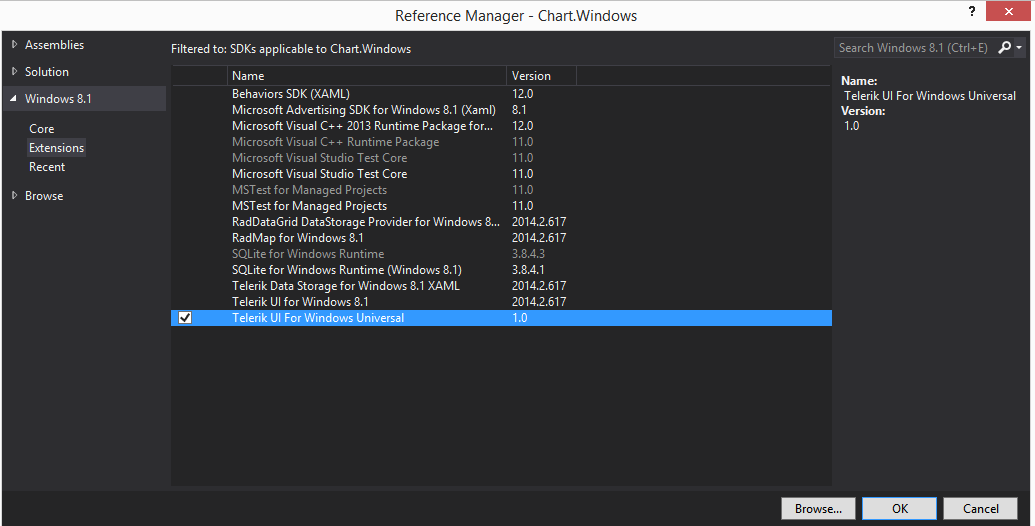 Reference Manager - Chart.Windows
?
Assemblies
Solution
Windows 8.1
Core
Extensions
Recent
Browse
Filtered to: SDKs applicable to Chart.Windows
Search Windows 8.1 (Ctrl+E)
Name Version
Behaviors SDK (XAML) 12.0
Microsoft Advertising SDK for Windows 8.1 (Xaml) 8.1
Microsoft Visual C++ 2013 Runtime Package for... 12.0
Microsoft Visual C++ Runtime Package 11.0
Microsoft Visual Studio Test Core 11.0
Microsoft Visual Studio Test Core 11.0
MSTest for Managed Projects 11.0
MSTest for Managed Projects 11.0
RadDataGrid DataStorage Provider for Windows 8... 2014.2.617
RadMap for Windows 8.1 2014.2.617
SQLite for Windows Runtime 3.8.4.3
SQLite for Windows Runtime (Windows 8.1) 3.8.4.1
Telerik Data Storage for Windows 8.1 XAML 2014.2.617
Telerik UI for Windows 8.1 2014.2.617
Telerik UI For Windows Universal 1.0
Name:
Telerik UI For Windows Universal
Version:
1.0
Browse... OK Cancel